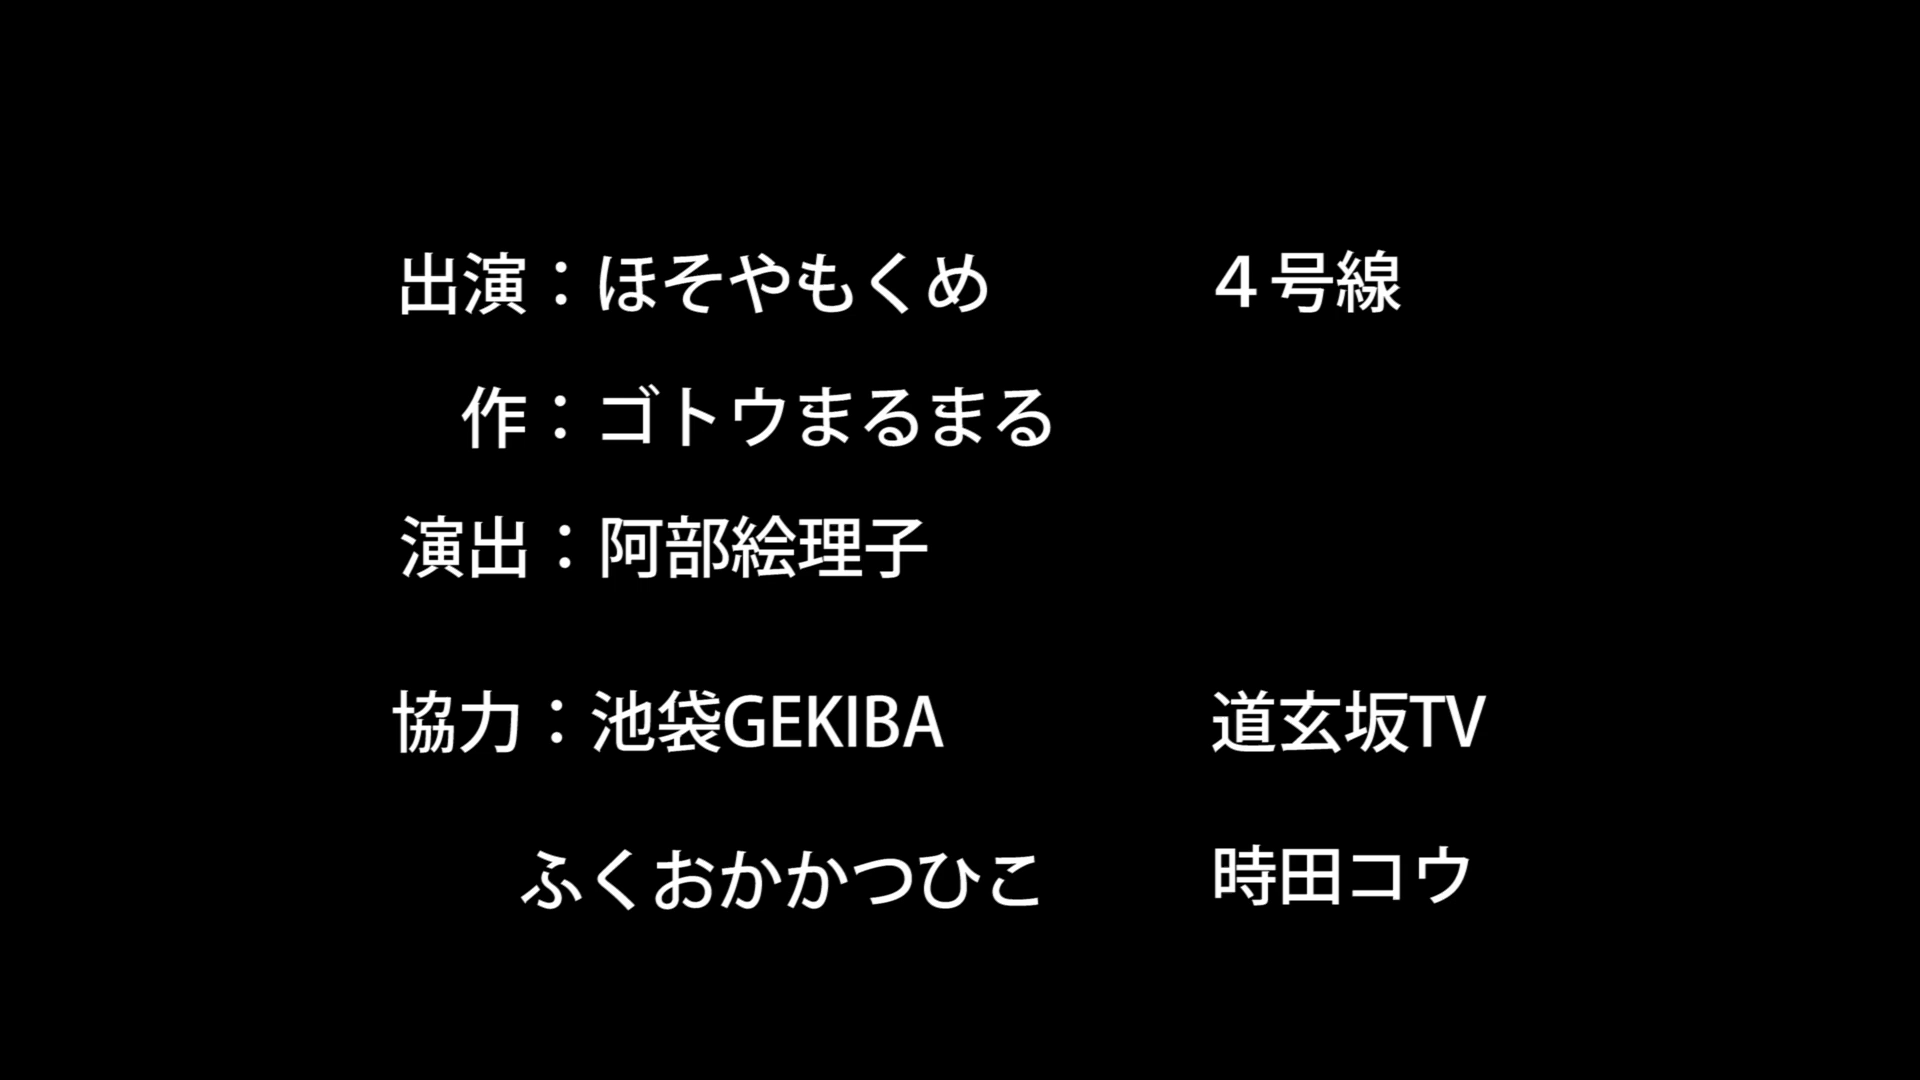 出演：ほそやもくめ　４号線
作：ゴトウまるまる
演出：阿部絵理子
協力：池袋GEKIBA　道玄坂TV
ふくおかかつひこ　時田コウ